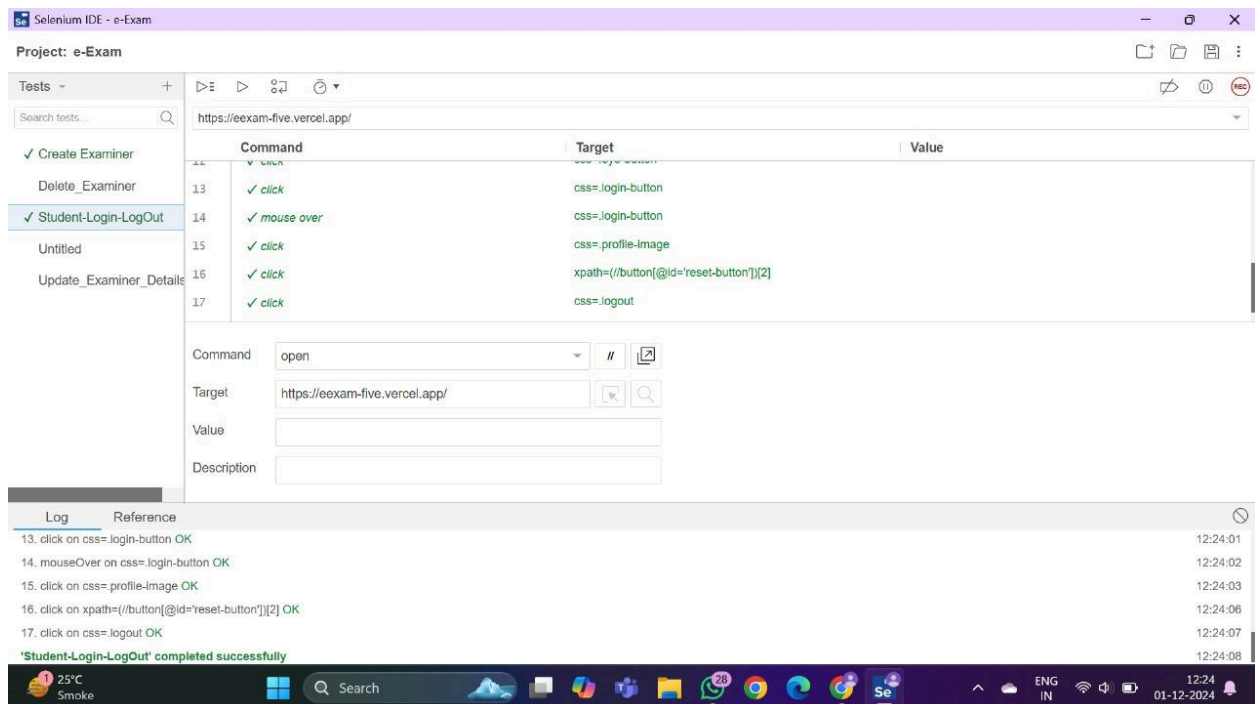 Selenium IDE - e-Exam
Project: e-Exam
Tests
Search tests...
https://eexam-five.vercel.app/
Command Target Value
✓ Create Examiner
Delete_Examiner
✓ Student-Login-LogOut
Untitled
Update_Examiner_Details
12 ✓ click
13 ✓ click css=.login-button
14 ✓ mouse over css=.login-button
15 ✓ click css=.profile-image
16 ✓ click xpath=(//button[@id='reset-button'])[2]
17 ✓ click css=.logout
Command open //
Target https://eexam-five.vercel.app/
Value
Description
Log Reference
13. click on css=.login-button OK 12:24:01
14. mouseOver on css=.login-button OK 12:24:02
15. click on css=.profile-image OK 12:24:03
16. click on xpath=(//button[@id='reset-button'])[2] OK 12:24:06
17. click on css=.logout OK 12:24:07
'Student-Login-LogOut' completed successfully 12:24:08
1 25°C
Smoke
Search
28
Se
ENG
IN
12:24
01-12-2024
REC